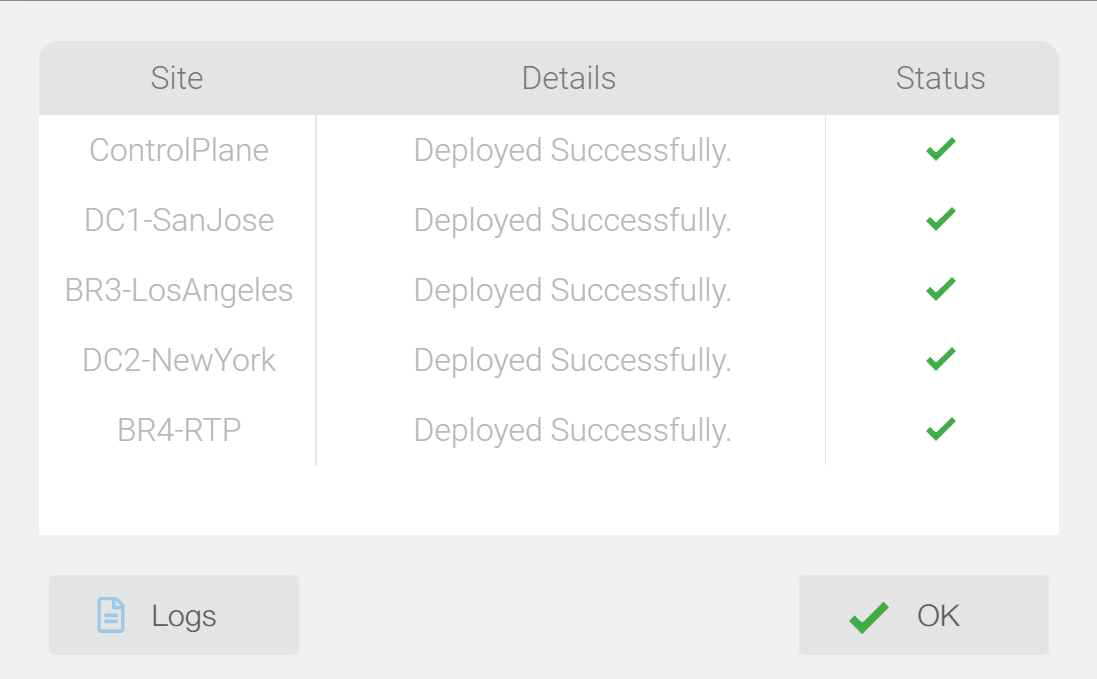 Site Details Status
ControlPlane Deployed Successfully.
DC1-SanJose Deployed Successfully.
BR3-LosAngeles Deployed Successfully.
DC2-NewYork Deployed Successfully.
BR4-RTP Deployed Successfully.
Logs OK